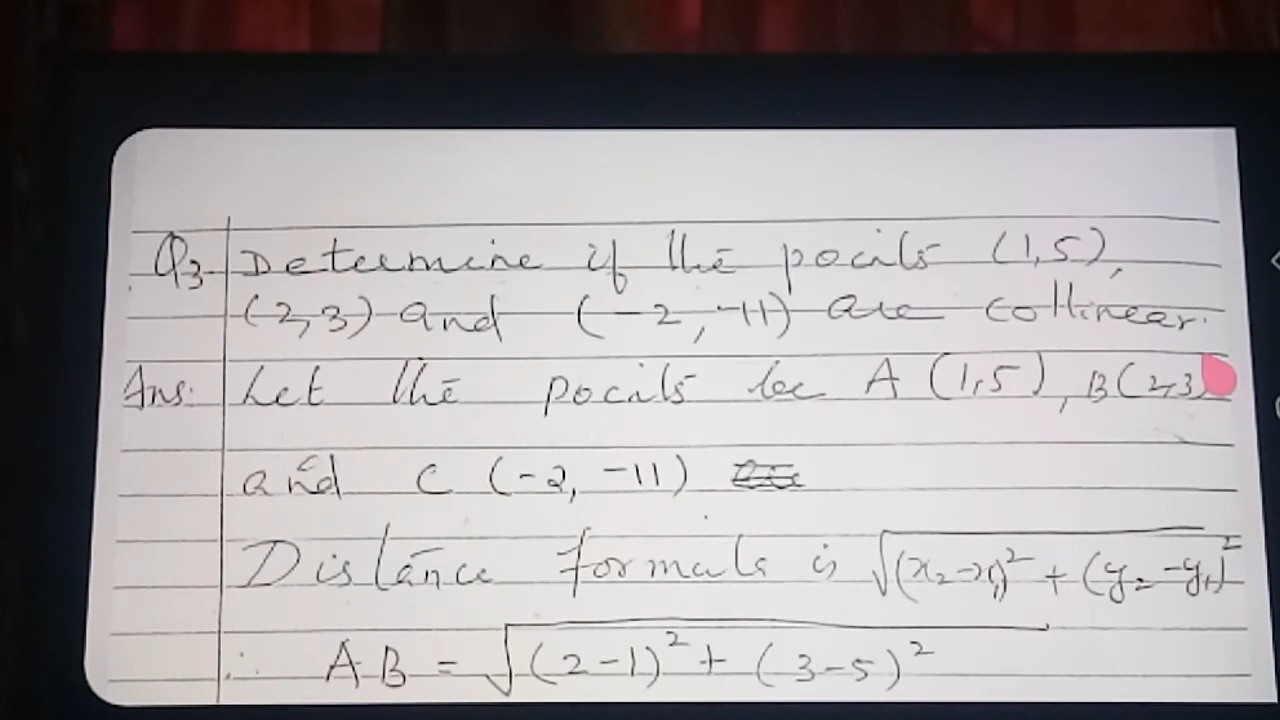 Q3 Determine if the points (1,5),
(2,3) and (-2,-11) are collinear.
Ans. Let the points be A (1,5), B(2,3)
and C (-2, -11)
Distance formula is √(x₂-x₁)² + (y₂-y₁)²
∴ AB = √(2-1)² + (3-5)²